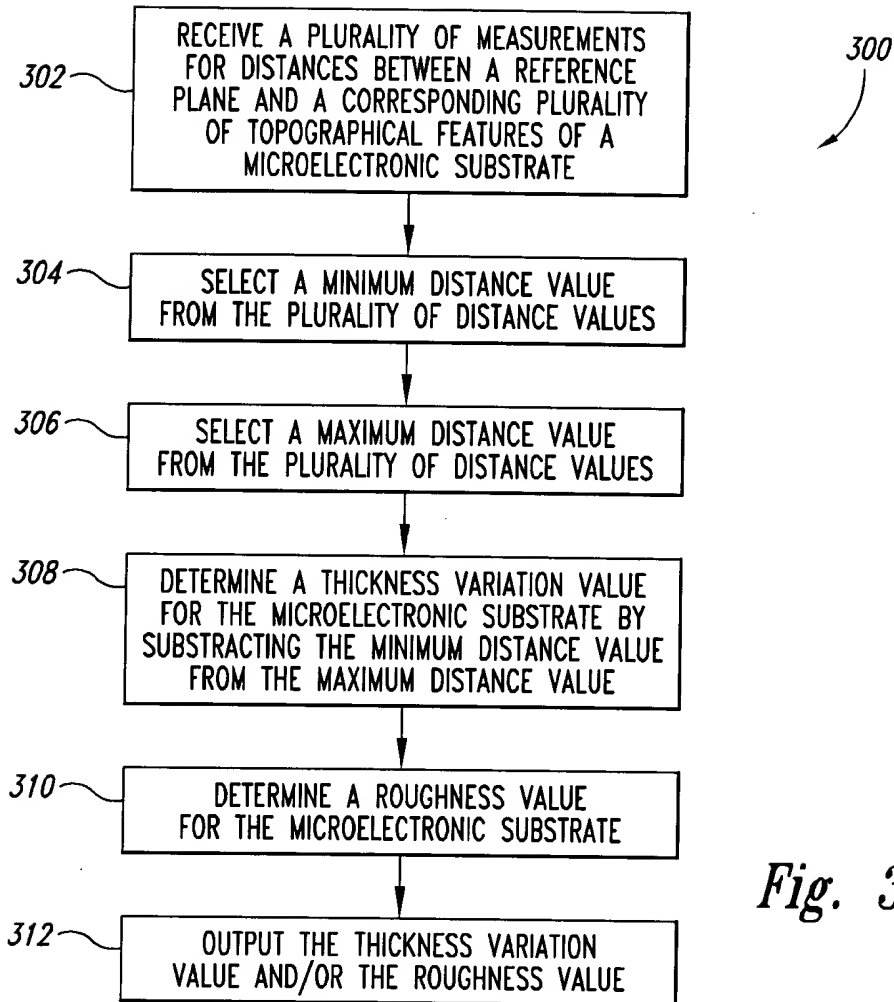 300
302
RECEIVE A PLURALITY OF MEASUREMENTS
FOR DISTANCES BETWEEN A REFERENCE
PLANE AND A CORRESPONDING PLURALITY
OF TOPOGRAPHICAL FEATURES OF A
MICROELECTRONIC SUBSTRATE
304
SELECT A MINIMUM DISTANCE VALUE
FROM THE PLURALITY OF DISTANCE VALUES
306
SELECT A MAXIMUM DISTANCE VALUE
FROM THE PLURALITY OF DISTANCE VALUES
308
DETERMINE A THICKNESS VARIATION VALUE
FOR THE MICROELECTRONIC SUBSTRATE BY
SUBSTRACTING THE MINIMUM DISTANCE VALUE
FROM THE MAXIMUM DISTANCE VALUE
310
DETERMINE A ROUGHNESS VALUE
FOR THE MICROELECTRONIC SUBSTRATE
312
OUTPUT THE THICKNESS VARIATION
VALUE AND/OR THE ROUGHNESS VALUE
Fig. 3